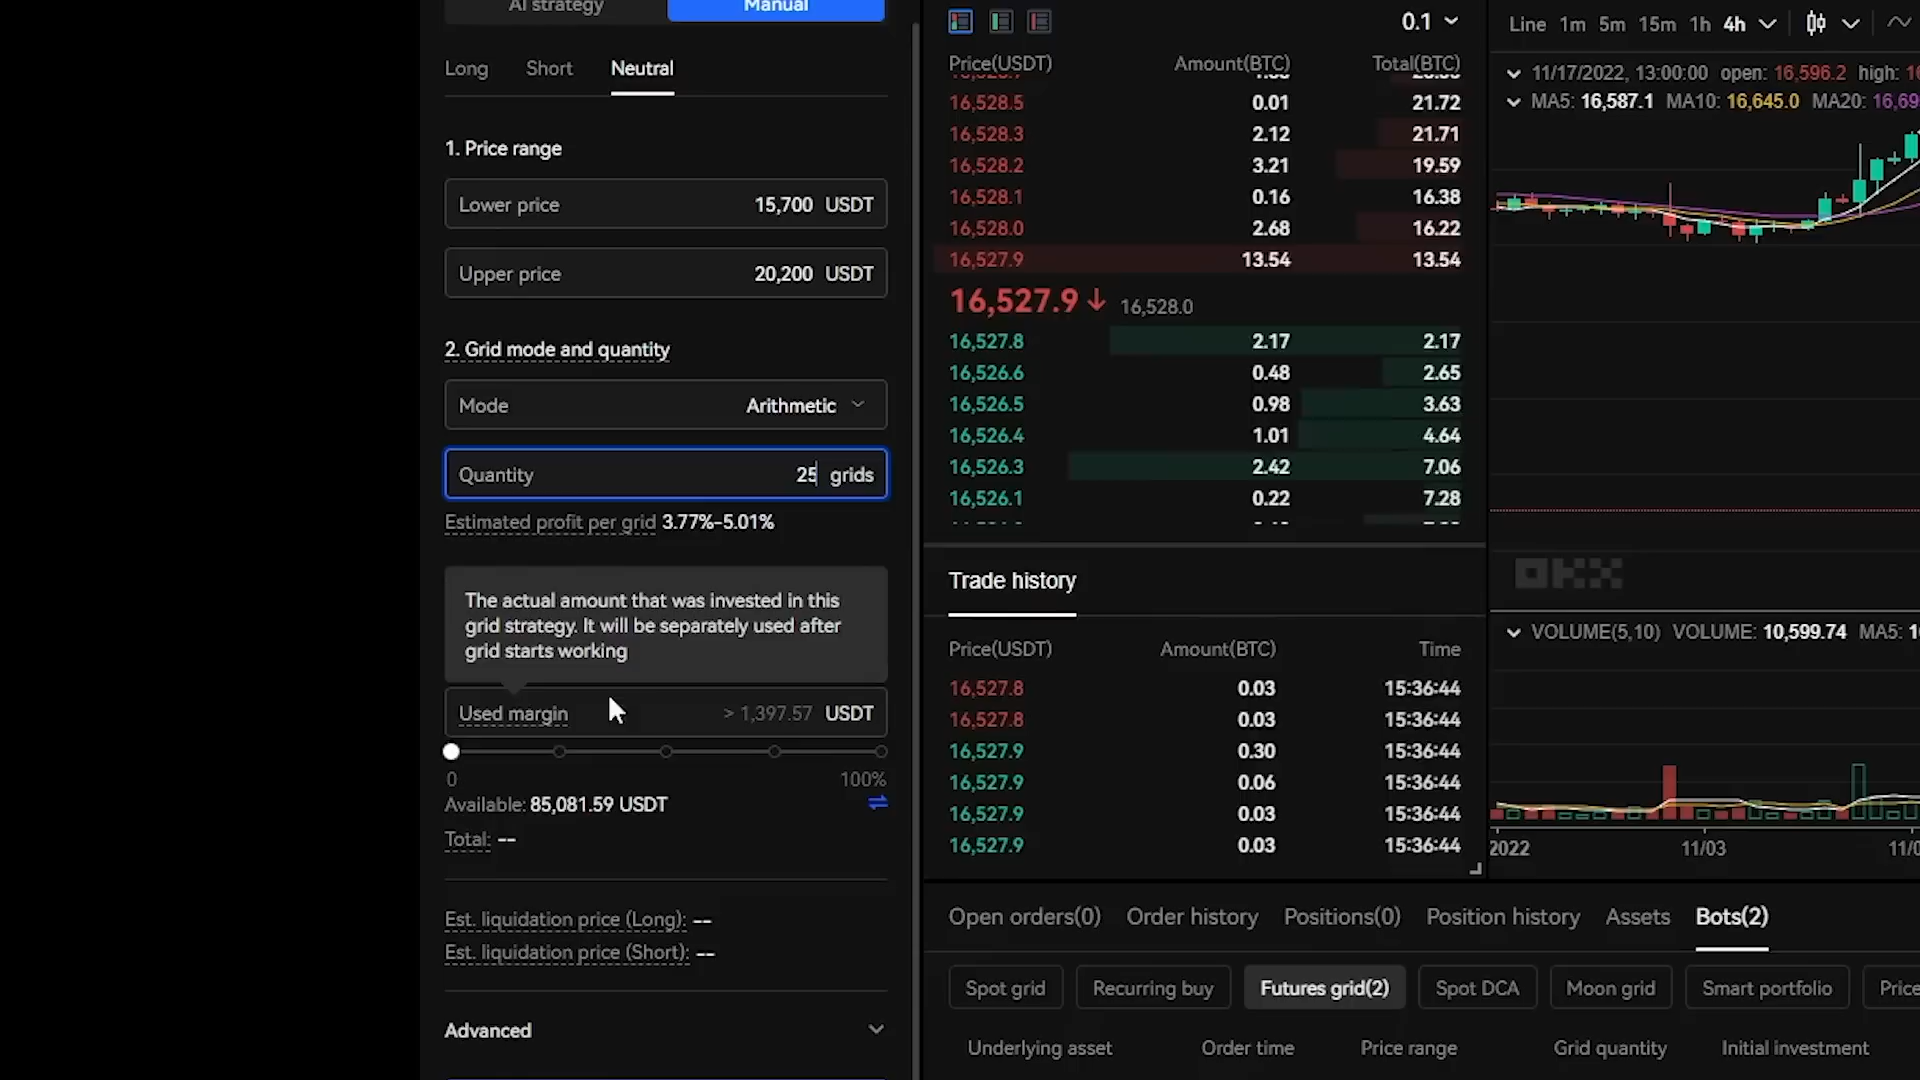 AI strategy
Manual
Long Short Neutral
1. Price range
Lower price 15,700 USDT
Upper price 20,200 USDT
2. Grid mode and quantity
Mode Arithmetic
Quantity 25 grids
Estimated profit per grid 3.77%-5.01%
The actual amount that was invested in this
grid strategy. It will be separately used after
grid starts working
Used margin > 1,397.57 USDT
0 100%
Available: 85,081.59 USDT
Total: --
Est. liquidation price (Long): --
Est. liquidation price (Short): --
Advanced
0.1
Price(USDT) Amount(BTC) Total(BTC)
16,528.5 0.01 21.72
16,528.3 2.12 21.71
16,528.2 3.21 19.59
16,528.1 0.16 16.38
16,528.0 2.68 16.22
16,527.9 13.54 13.54
16,527.9↓ 16,528.0
16,527.8 2.17 2.17
16,526.6 0.48 2.65
16,526.5 0.98 3.63
16,526.4 1.01 4.64
16,526.3 2.42 7.06
16,526.1 0.22 7.28
Trade history
Price(USDT) Amount(BTC) Time
16,527.8 0.03 15:36:44
16,527.8 0.03 15:36:44
16,527.9 0.30 15:36:44
16,527.9 0.06 15:36:44
16,527.9 0.03 15:36:44
16,527.9 0.03 15:36:44
Line 1m 5m 15m 1h 4h
11/17/2022, 13:00:00 open: 16,596.2 high:
MA5: 16,587.1 MA10: 16,645.0 MA20:
OKX
VOLUME(5,10) VOLUME: 10,599.74 MA5:
2022 11/03
Open orders(0) Order history Positions(0) Position history Assets Bots(2)
Spot grid Recurring buy Futures grid(2) Spot DCA Moon grid Smart portfolio Price
Underlying asset Order time Price range Grid quantity Initial investment